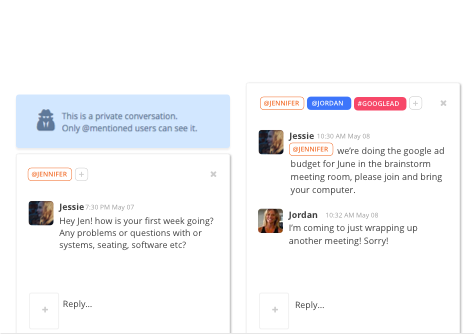 This is a private conversation.
Only @mentioned users can see it.
@JENNIFER +
Jessie 7:30 PM May 07
Hey Jen! how is your first week going?
Any problems or questions with or
systems, seating, software etc?
+ Reply...
@JENNIFER @JORDAN #GOOGLEAD +
Jessie 10:30 AM May 08
@JENNIFER we're doing the google ad
budget for June in the brainstorm
meeting room, please join and bring
your computer.
Jordan 10:32 AM May 08
I'm coming to just wrapping up
another meeting! Sorry!
+ Reply...